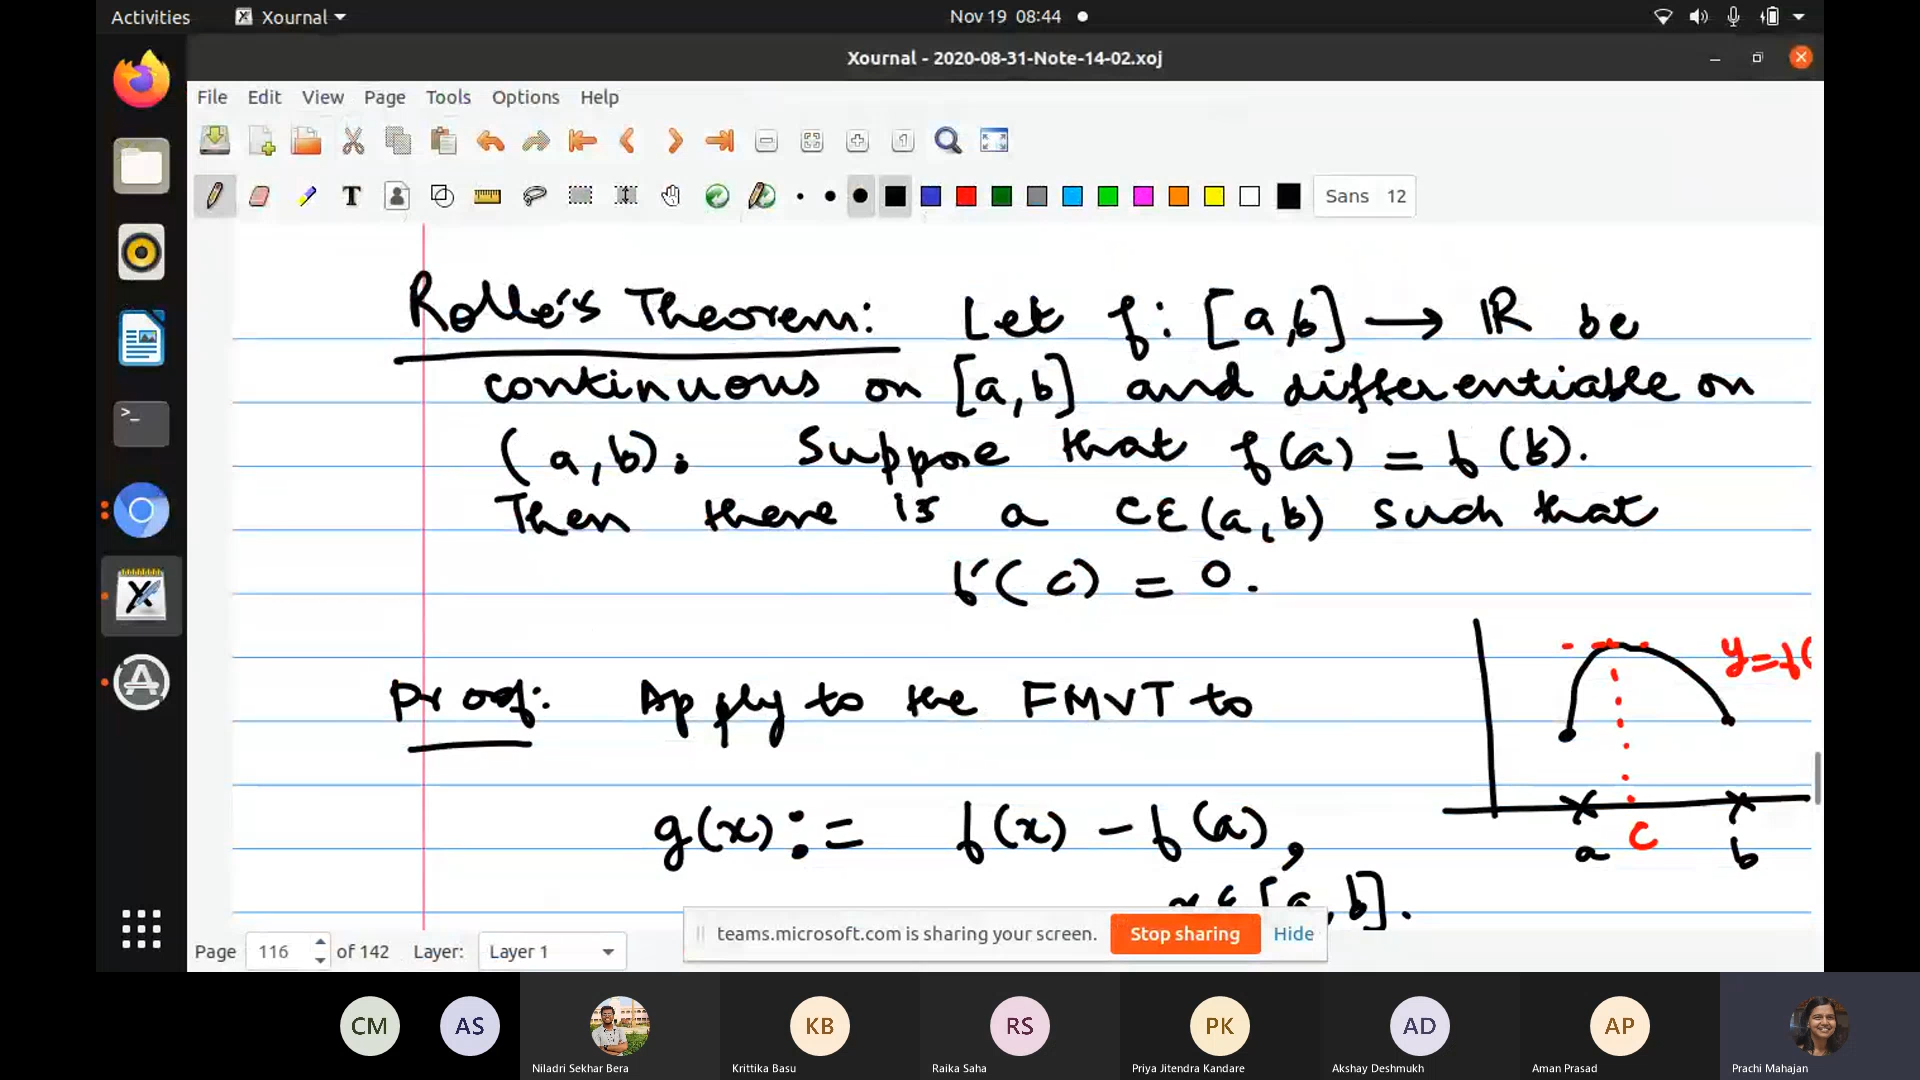 Activities Xournal Nov 19 08:44
Xournal - 2020-08-31-Note-14-02.xoj
File Edit View Page Tools Options Help
Sans 12
Rolle's Theorem: Let f: [a,b] → ℝ be
continuous on [a,b] and differentiable on
(a,b). Suppose that f(a) = f(b).
Then there is a c∈(a,b) such that
f'(c) = 0.
y=f(
Proof: Apply to the FMVT to
g(x) := f(x) - f(a),
a c b
x∈[a,b].
teams.microsoft.com is sharing your screen. Stop sharing Hide
Page 116 of 142 Layer: Layer 1
CM AS KB RS PK AD AP
Niladri Sekhar Bera Krittika Basu Raika Saha Priya Jitendra Kandare Akshay Deshmukh Aman Prasad Prachi Mahajan